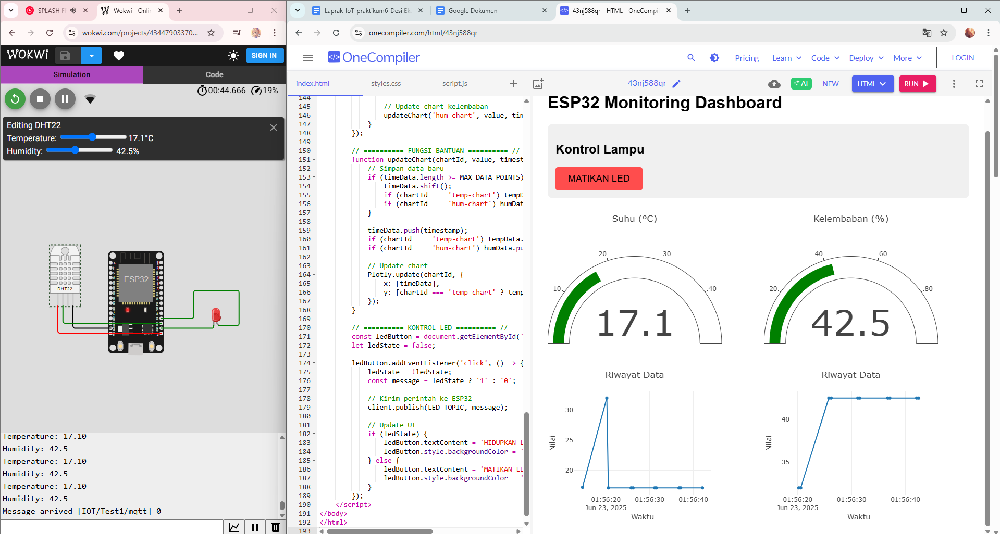 SPLASH F
Wokwi - Onlin
wokwi.com/projects/43447903370...
WOKWI
SIGN IN
Simulation
Code
00:44.666
19%
Editing DHT22
Temperature: 17.1°C
Humidity: 42.5%
DHT22
ESP32
Temperature: 17.10
Humidity: 42.5
Temperature: 17.10
Humidity: 42.5
Temperature: 17.10
Humidity: 42.5
Message arrived [IOT/Test1/mqtt] 0
Laprak_IoT_praktikum6_Desi Eka
Google Dokumen
43nj588qr - HTML - OneCompil
onecompiler.com/html/43nj588qr
OneCompiler
Pricing
Learn
Code
Deploy
More
LOGIN
index.html
styles.css
script.js
43nj588qr
AI
NEW
HTML
RUN
144
145 // Update chart kelembaban
146 updateChart('hum-chart', value, tim
147 }
148 });
149
150 // ========== FUNGSI BANTUAN ========== //
151 function updateChart(chartId, value, timest
152 // Simpan data baru
153 if (timeData.length >= MAX_DATA_POINTS)
154 timeData.shift();
155 if (chartId === 'temp-chart') tempD
156 if (chartId === 'hum-chart') humDat
157 }
158
159 timeData.push(timestamp);
160 if (chartId === 'temp-chart') tempData.
161 if (chartId === 'hum-chart') humData.pu
162
163 // Update chart
164 Plotly.update(chartId, {
165 x: [timeData],
166 y: [chartId === 'temp-chart' ? temp
167 });
168 }
169
170 // ========== KONTROL LED ========== //
171 const ledButton = document.getElementById('
172 let ledState = false;
173
174 ledButton.addEventListener('click', () => {
175 ledState = !ledState;
176 const message = ledState ? '1' : '0';
177
178 // Kirim perintah ke ESP32
179 client.publish(LED_TOPIC, message);
180
181 // Update UI
182 if (ledState) {
183 ledButton.textContent = 'HIDUPKAN L
184 ledButton.style.backgroundColor = '
185 } else {
186 ledButton.textContent = 'MATIKAN LE
187 ledButton.style.backgroundColor = '
188 }
189 });
190 </script>
191 </body>
192 </html>
193
ESP32 Monitoring Dashboard
Kontrol Lampu
MATIKAN LED
Suhu (°C)
10
20
30
40
17.1
Kelembaban (%)
20
40
60
80
42.5
Riwayat Data
Nilai
30
25
20
01:56:20
01:56:30
01:56:40
Jun 23, 2025
Waktu
Riwayat Data
Nilai
40
35
01:56:20
01:56:30
01:56:40
Jun 23, 2025
Waktu